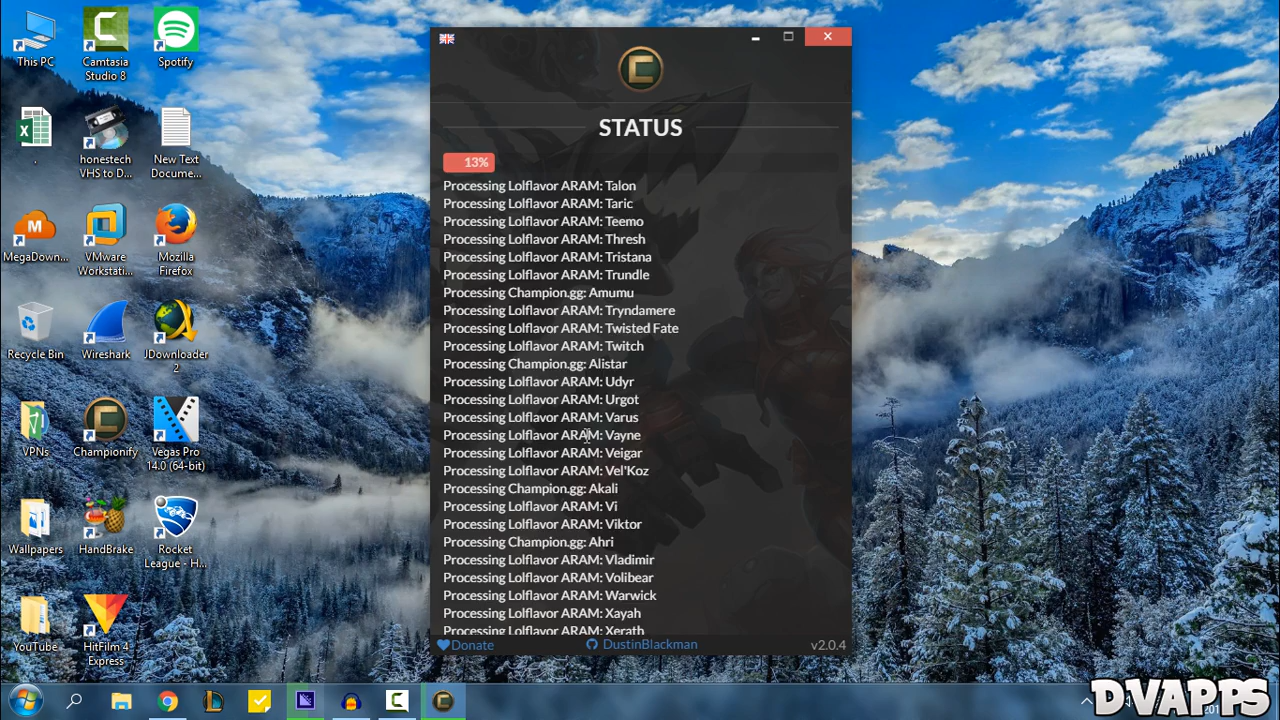 This PC
Camtasia
Studio 8
Spotify
.
honestech
VHS to D...
New Text
Docume...
MegaDown...
VMware
Workstati...
Mozilla
Firefox
Recycle Bin
Wireshark
JDownloader
2
VPNs
Championify
Vegas Pro
14.0 (64-bit)
Wallpapers
HandBrake
Rocket
League - H...
YouTube
HitFilm 4
Express
STATUS
13%
Processing Lolflavor ARAM: Talon
Processing Lolflavor ARAM: Taric
Processing Lolflavor ARAM: Teemo
Processing Lolflavor ARAM: Thresh
Processing Lolflavor ARAM: Tristana
Processing Lolflavor ARAM: Trundle
Processing Champion.gg: Amumu
Processing Lolflavor ARAM: Tryndamere
Processing Lolflavor ARAM: Twisted Fate
Processing Lolflavor ARAM: Twitch
Processing Champion.gg: Alistar
Processing Lolflavor ARAM: Udyr
Processing Lolflavor ARAM: Urgot
Processing Lolflavor ARAM: Varus
Processing Lolflavor ARAM: Vayne
Processing Lolflavor ARAM: Veigar
Processing Lolflavor ARAM: Vel'Koz
Processing Champion.gg: Akali
Processing Lolflavor ARAM: Vi
Processing Lolflavor ARAM: Viktor
Processing Champion.gg: Ahri
Processing Lolflavor ARAM: Vladimir
Processing Lolflavor ARAM: Volibear
Processing Lolflavor ARAM: Warwick
Processing Lolflavor ARAM: Xayah
Processing Lolflavor ARAM: Xerath
Donate
DustinBlackman
v2.0.4
DVAPPS